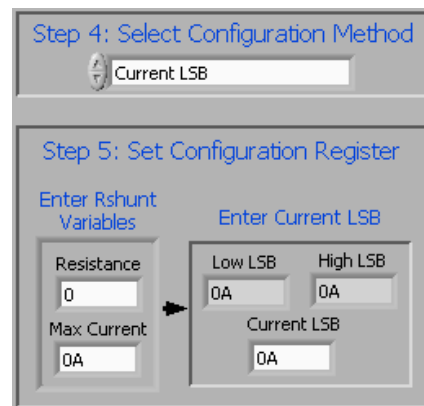 Step 4: Select Configuration Method
Current LSB
Step 5: Set Configuration Register
Enter Rshunt
Variables
Resistance
0
Max Current
0A
Enter Current LSB
Low LSB High LSB
0A 0A
Current LSB
0A